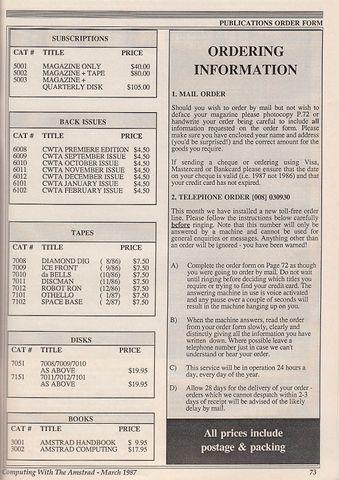 PUBLICATIONS ORDER FORM
SUBSCRIPTIONS
CAT # TITLE PRICE
5001 MAGAZINE ONLY $40.00
5002 MAGAZINE + TAPE $80.00
5003 MAGAZINE +
QUARTERLY DISK $105.00
BACK ISSUES
CAT # TITLE PRICE
6008 CWTA PREMIERE EDITION $4.50
6009 CWTA SEPTEMBER ISSUE $4.50
6010 CWTA OCTOBER ISSUE $4.50
6011 CWTA NOVEMBER ISSUE $4.50
6012 CWTA DECEMBER ISSUE $4.50
6101 CWTA JANUARY ISSUE $4.50
6102 CWTA FEBRUARY ISSUE $4.50
TAPES
CAT # TITLE PRICE
7008 DIAMOND DIG ( 8/86) $7.50
7009 ICE FRONT ( 9/86) $7.50
7010 da BELLS (10/86) $7.50
7011 DISCMAN (11/86) $7.50
7012 ROBOT RON (12/86) $7.50
7101 OTHELLO ( 1/87) $7.50
7102 SPACE BASE ( 2/87) $7.50
DISKS
CAT # TITLE PRICE
7051 7008/7009/7010
AS ABOVE $19.95
7151 7011/7012/7101
AS ABOVE $19.95
BOOKS
CAT # TITLE PRICE
3001 AMSTRAD HANDBOOK $ 9.95
3002 AMSTRAD COMPUTING $17.95
ORDERING
INFORMATION
1. MAIL ORDER
Should you wish to order by mail but not wish to
deface your magazine please photocopy P.72 or
handwrite your order being careful to include all
information requested on the order form. Please
make sure you have enclosed your name and address
(you'd be surprised!) and the correct amount for the
goods you require.
If sending a cheque or ordering using Visa,
Mastercard or Bankcard please ensure that the date
on your cheque is valid (i.e. 1987 not 1986) and that
your credit card has not expired.
2. TELEPHONE ORDER [008] 030930
This month we have installed a new toll-free order
line. Please follow the instructions below carefully
before ringing. Note that this number will only be
answered by a machine and cannot be used for
general enquiries or messages. Anything other than
an order will be ignored - you have been warned!
A) Complete the order form on Page 72 as though
you were going to order by mail. Do not wait
until ringing before deciding which titles you
require or trying to find your credit card. The
answering machine in use is voice activated
and any pause over a couple of seconds will
result in the machine hanging up on you.
B) When the machine answers, read the order
from your order form slowly, clearly and
distinctly giving all the information you have
written down. Where possible leave a
telephone number just in case we can't
understand or hear your order.
C) This service will be in operation 24 hours a
day, every day of the year.
D) Allow 28 days for the delivery of your order -
orders which we cannot despatch within 2-3
days of receipt will be advised of the likely
delay by mail.
All prices include
postage & packing
Computing With The Amstrad - March 1987 73